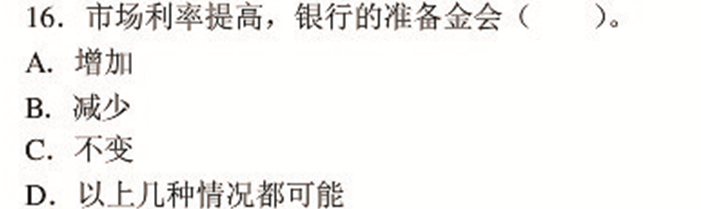 16. 市场利率提高，银行的准备金会（　　）。
A. 增加
B. 减少
C. 不变
D. 以上几种情况都可能